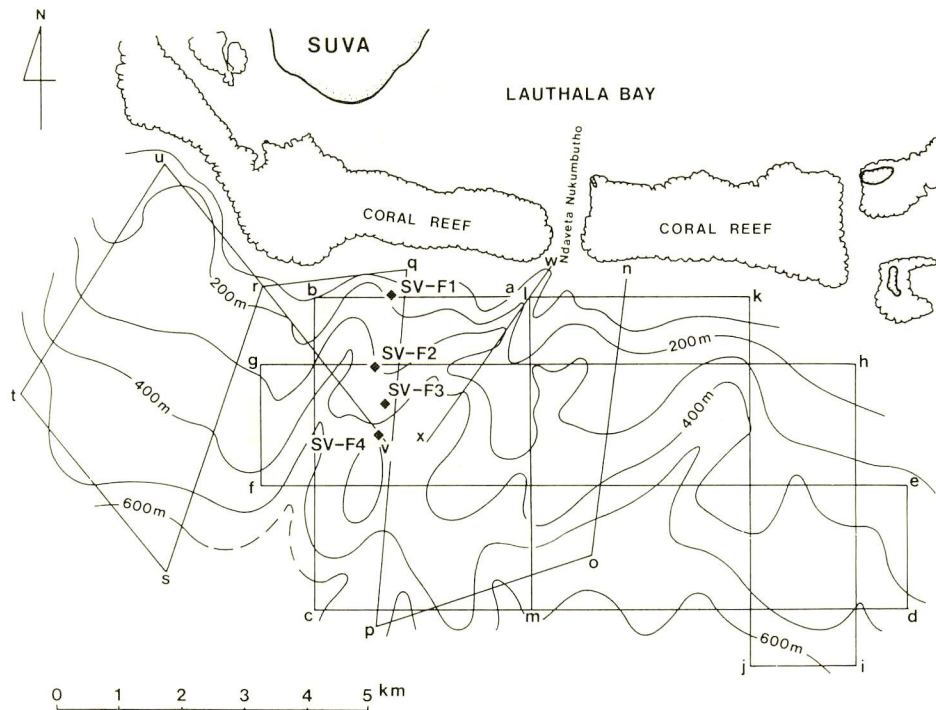 N
SUVA
LAUTHALA BAY
u
Ndaveta Nukumbutho
CORAL REEF
CORAL REEF
w
q
n
200m
r
b
SV-F1
a
l
k
200m
g
SV-F2
h
t
400m
SV-F3
400m
SV-F4
v
x
f
e
600m
s
o
c
p
m
d
600m
j
i
0 1 2 3 4 5 km